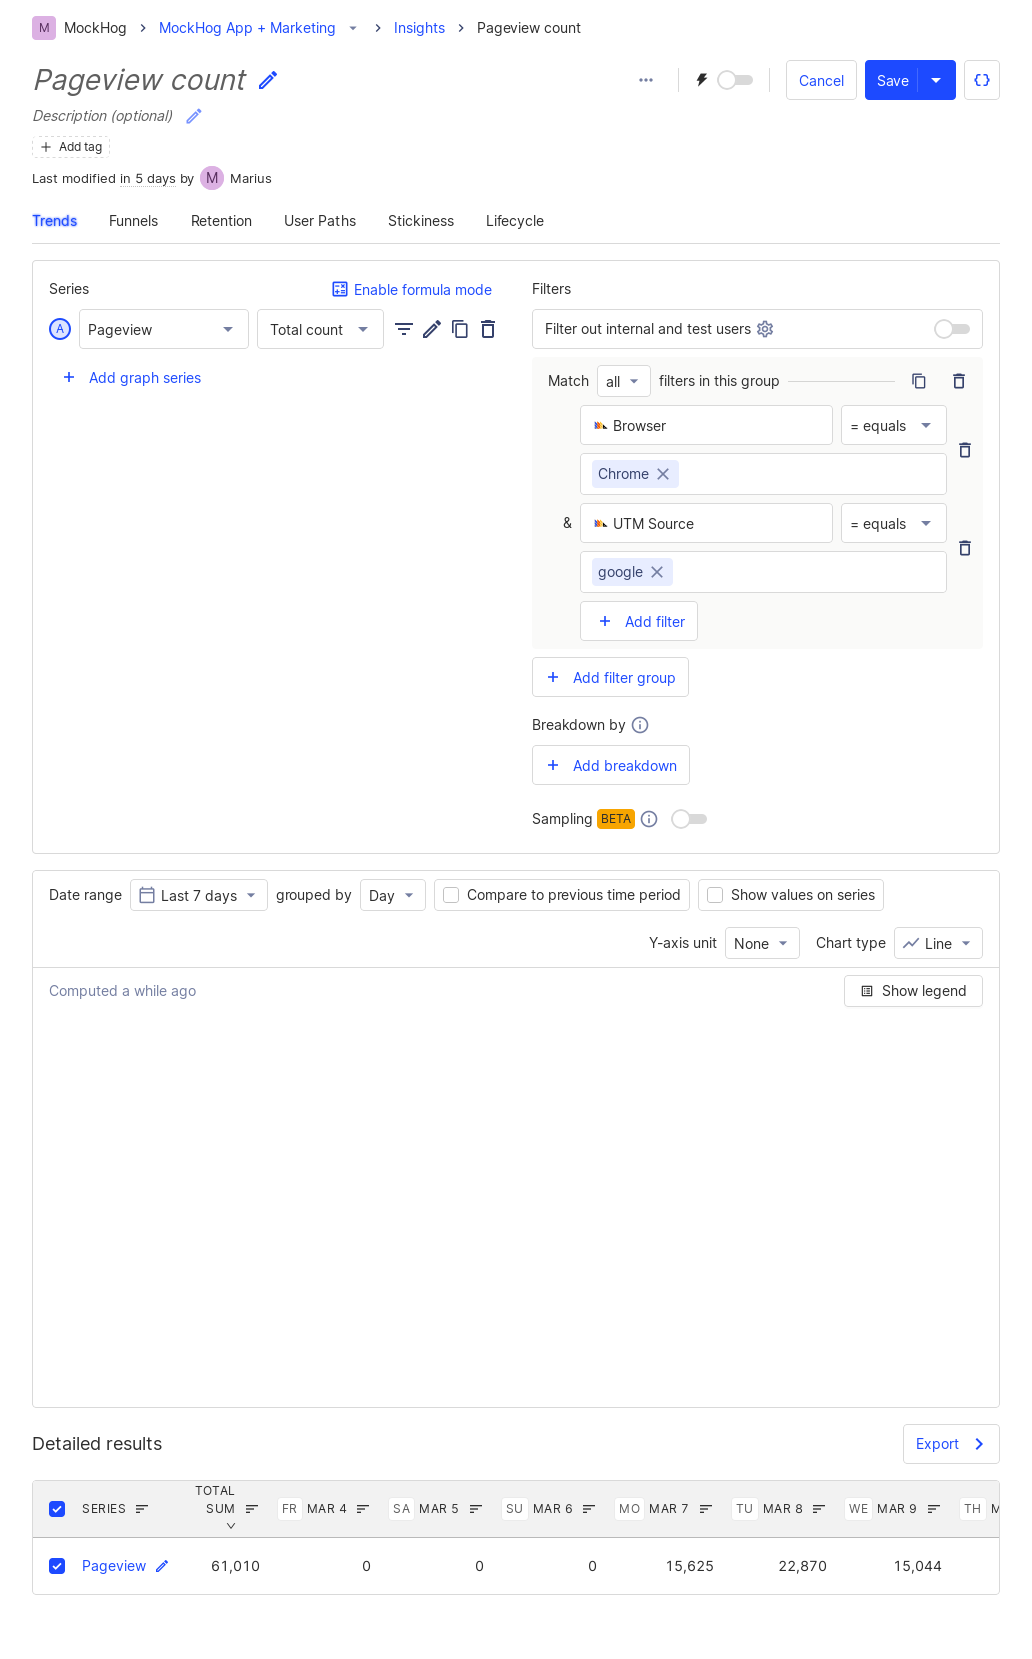 M MockHog MockHog App + Marketing Insights Pageview count
Pageview count
Cancel Save
Description (optional)
Add tag
Last modified in 5 days by M Marius
Trends Funnels Retention User Paths Stickiness Lifecycle
Series Enable formula mode
A Pageview Total count
Add graph series
Filters
Filter out internal and test users
Match all filters in this group
Browser = equals
Chrome
& UTM Source = equals
google
Add filter
Add filter group
Breakdown by
Add breakdown
Sampling BETA
Date range Last 7 days grouped by Day Compare to previous time period Show values on series
Y-axis unit None Chart type Line
Computed a while ago Show legend
Detailed results Export
SERIES TOTAL SUM FR MAR 4 SA MAR 5 SU MAR 6 MO MAR 7 TU MAR 8 WE MAR 9 TH M
Pageview 61,010 0 0 0 15,625 22,870 15,044